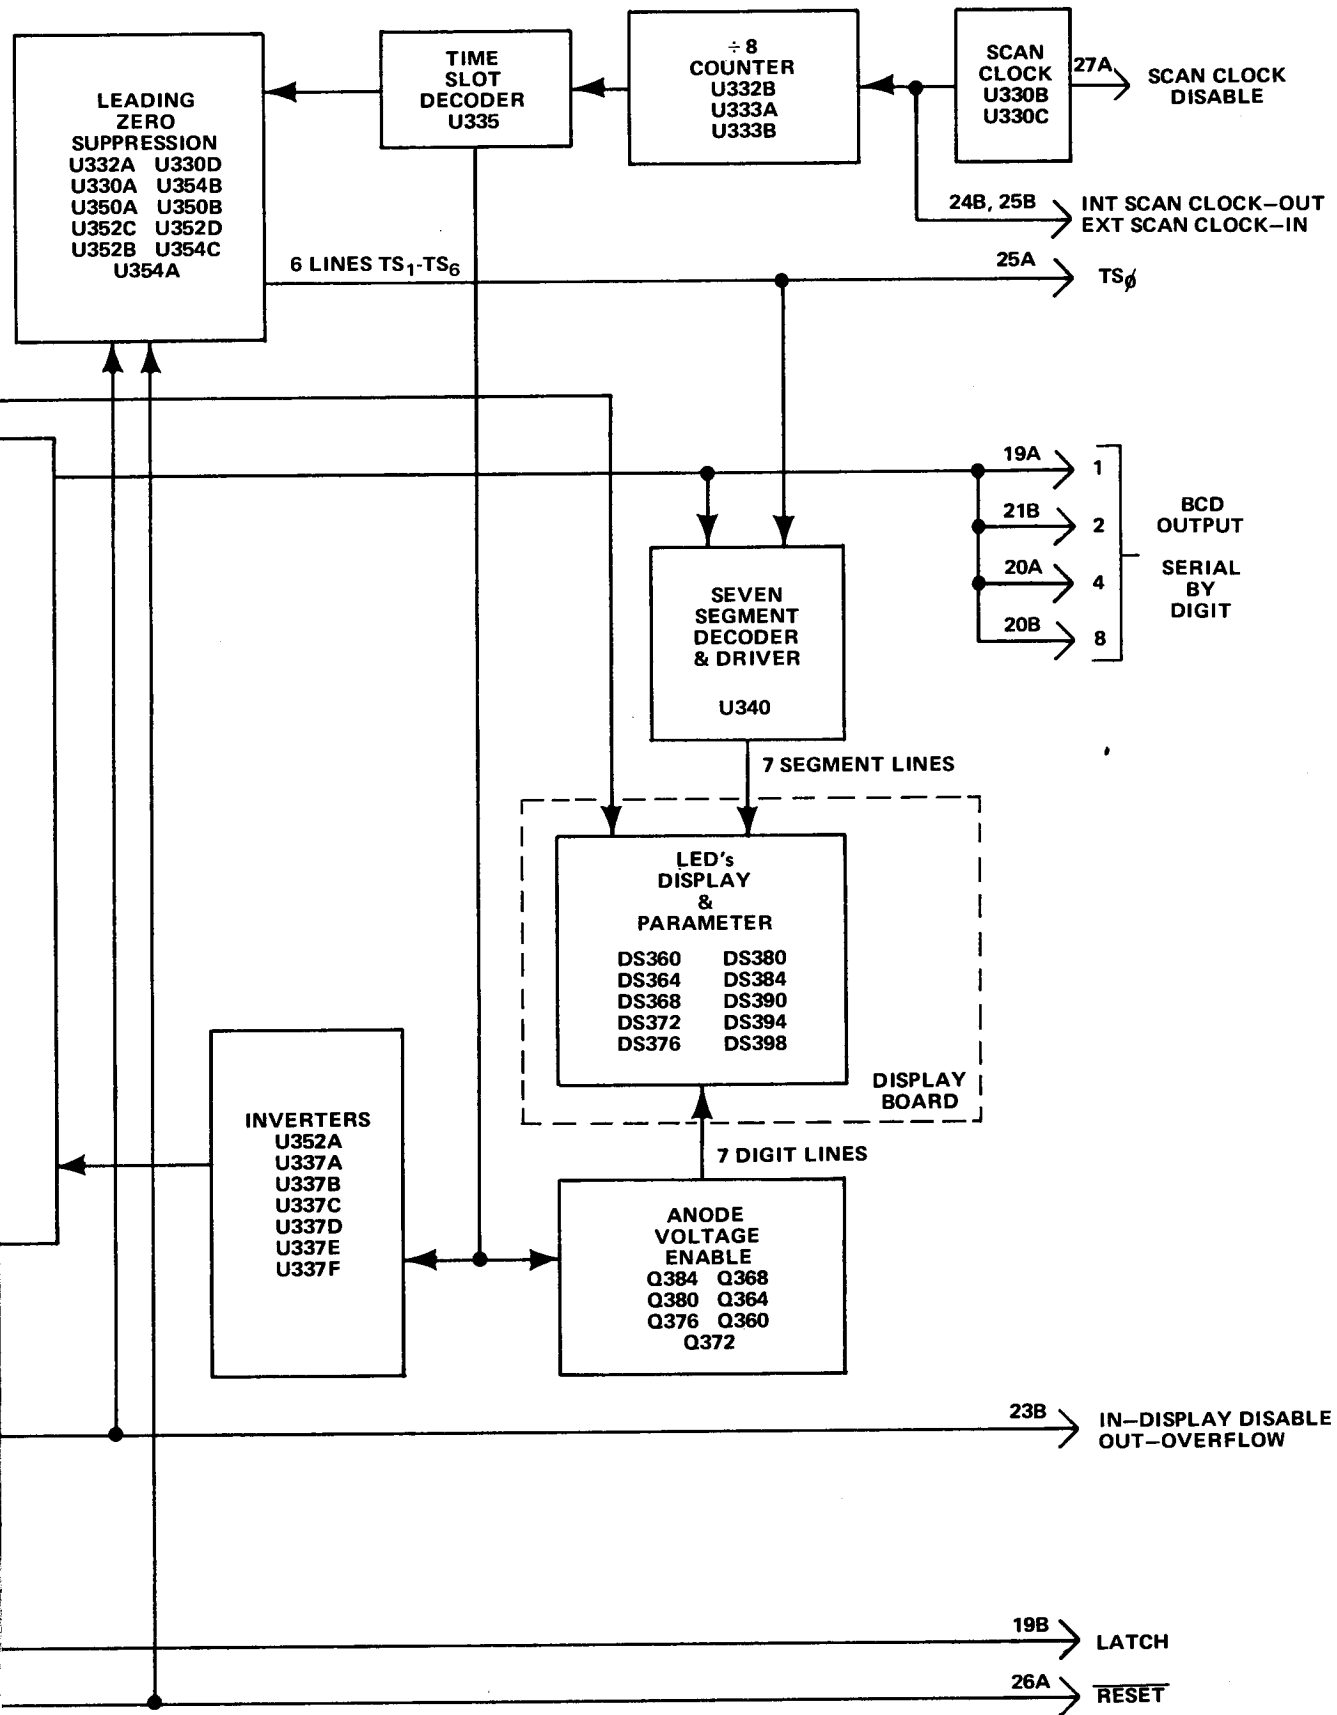 LEADING
ZERO
SUPPRESSION
U332A U330D
U330A U354B
U350A U350B
U352C U352D
U352B U354C
U354A
TIME
SLOT
DECODER
U335
÷8
COUNTER
U332B
U333A
U333B
SCAN
CLOCK
U330B
U330C
27A
SCAN CLOCK
DISABLE
24B, 25B
INT SCAN CLOCK–OUT
EXT SCAN CLOCK–IN
6 LINES TS1-TS6
25A
TSø
19A
1
21B
2
20A
4
20B
8
BCD
OUTPUT
SERIAL
BY
DIGIT
SEVEN
SEGMENT
DECODER
& DRIVER
U340
7 SEGMENT LINES
LED's
DISPLAY
&
PARAMETER
DS360 DS380
DS364 DS384
DS368 DS390
DS372 DS394
DS376 DS398
DISPLAY
BOARD
INVERTERS
U352A
U337A
U337B
U337C
U337D
U337E
U337F
7 DIGIT LINES
ANODE
VOLTAGE
ENABLE
Q384 Q368
Q380 Q364
Q376 Q360
Q372
23B
IN–DISPLAY DISABLE
OUT–OVERFLOW
19B
LATCH
26A
RESET